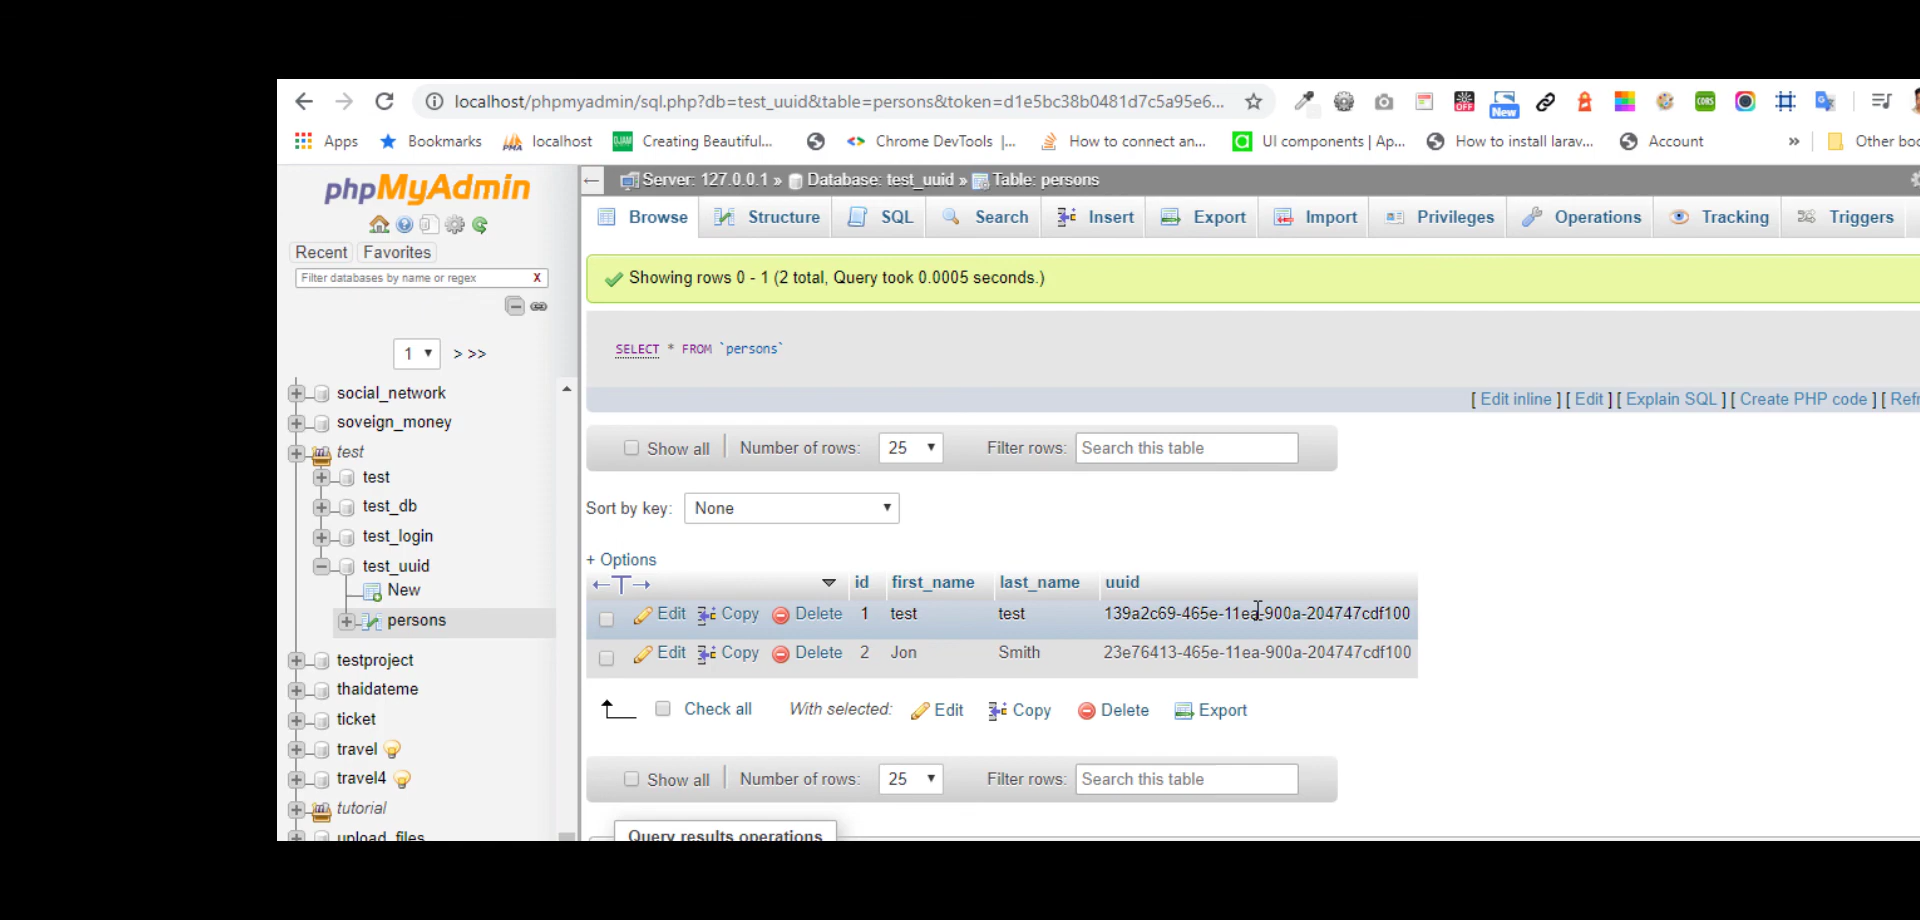 localhost/phpmyadmin/sql.php?db=test_uuid&table=persons&token=d1e5bc38b0481d7c5a95e6...
OFF New CORS
Apps Bookmarks PMA localhost Creating Beautiful... Chrome DevTools |... How to connect an... UI components | Ap... How to install larav... Account » Other boo
phpMyAdmin
Server: 127.0.0.1 » Database: test_uuid » Table: persons
Browse Structure SQL Search Insert Export Import Privileges Operations Tracking Triggers
Recent Favorites
Filter databases by name or regex X
Showing rows 0 - 1 (2 total, Query took 0.0005 seconds.)
SELECT * FROM `persons`
1 > >>
[ Edit inline ] [ Edit ] [ Explain SQL ] [ Create PHP code ] [ Refr
social_network
soveign_money
test
test
test_db
test_login
test_uuid
New
persons
testproject
thaidateme
ticket
travel
travel4
tutorial
upload_files
Show all Number of rows: 25 Filter rows: Search this table
Sort by key: None
+ Options
←T→ id first_name last_name uuid
Edit Copy Delete 1 test test 139a2c69-465e-11ea-900a-204747cdf100
Edit Copy Delete 2 Jon Smith 23e76413-465e-11ea-900a-204747cdf100
Check all With selected: Edit Copy Delete Export
Show all Number of rows: 25 Filter rows: Search this table
Query results operations